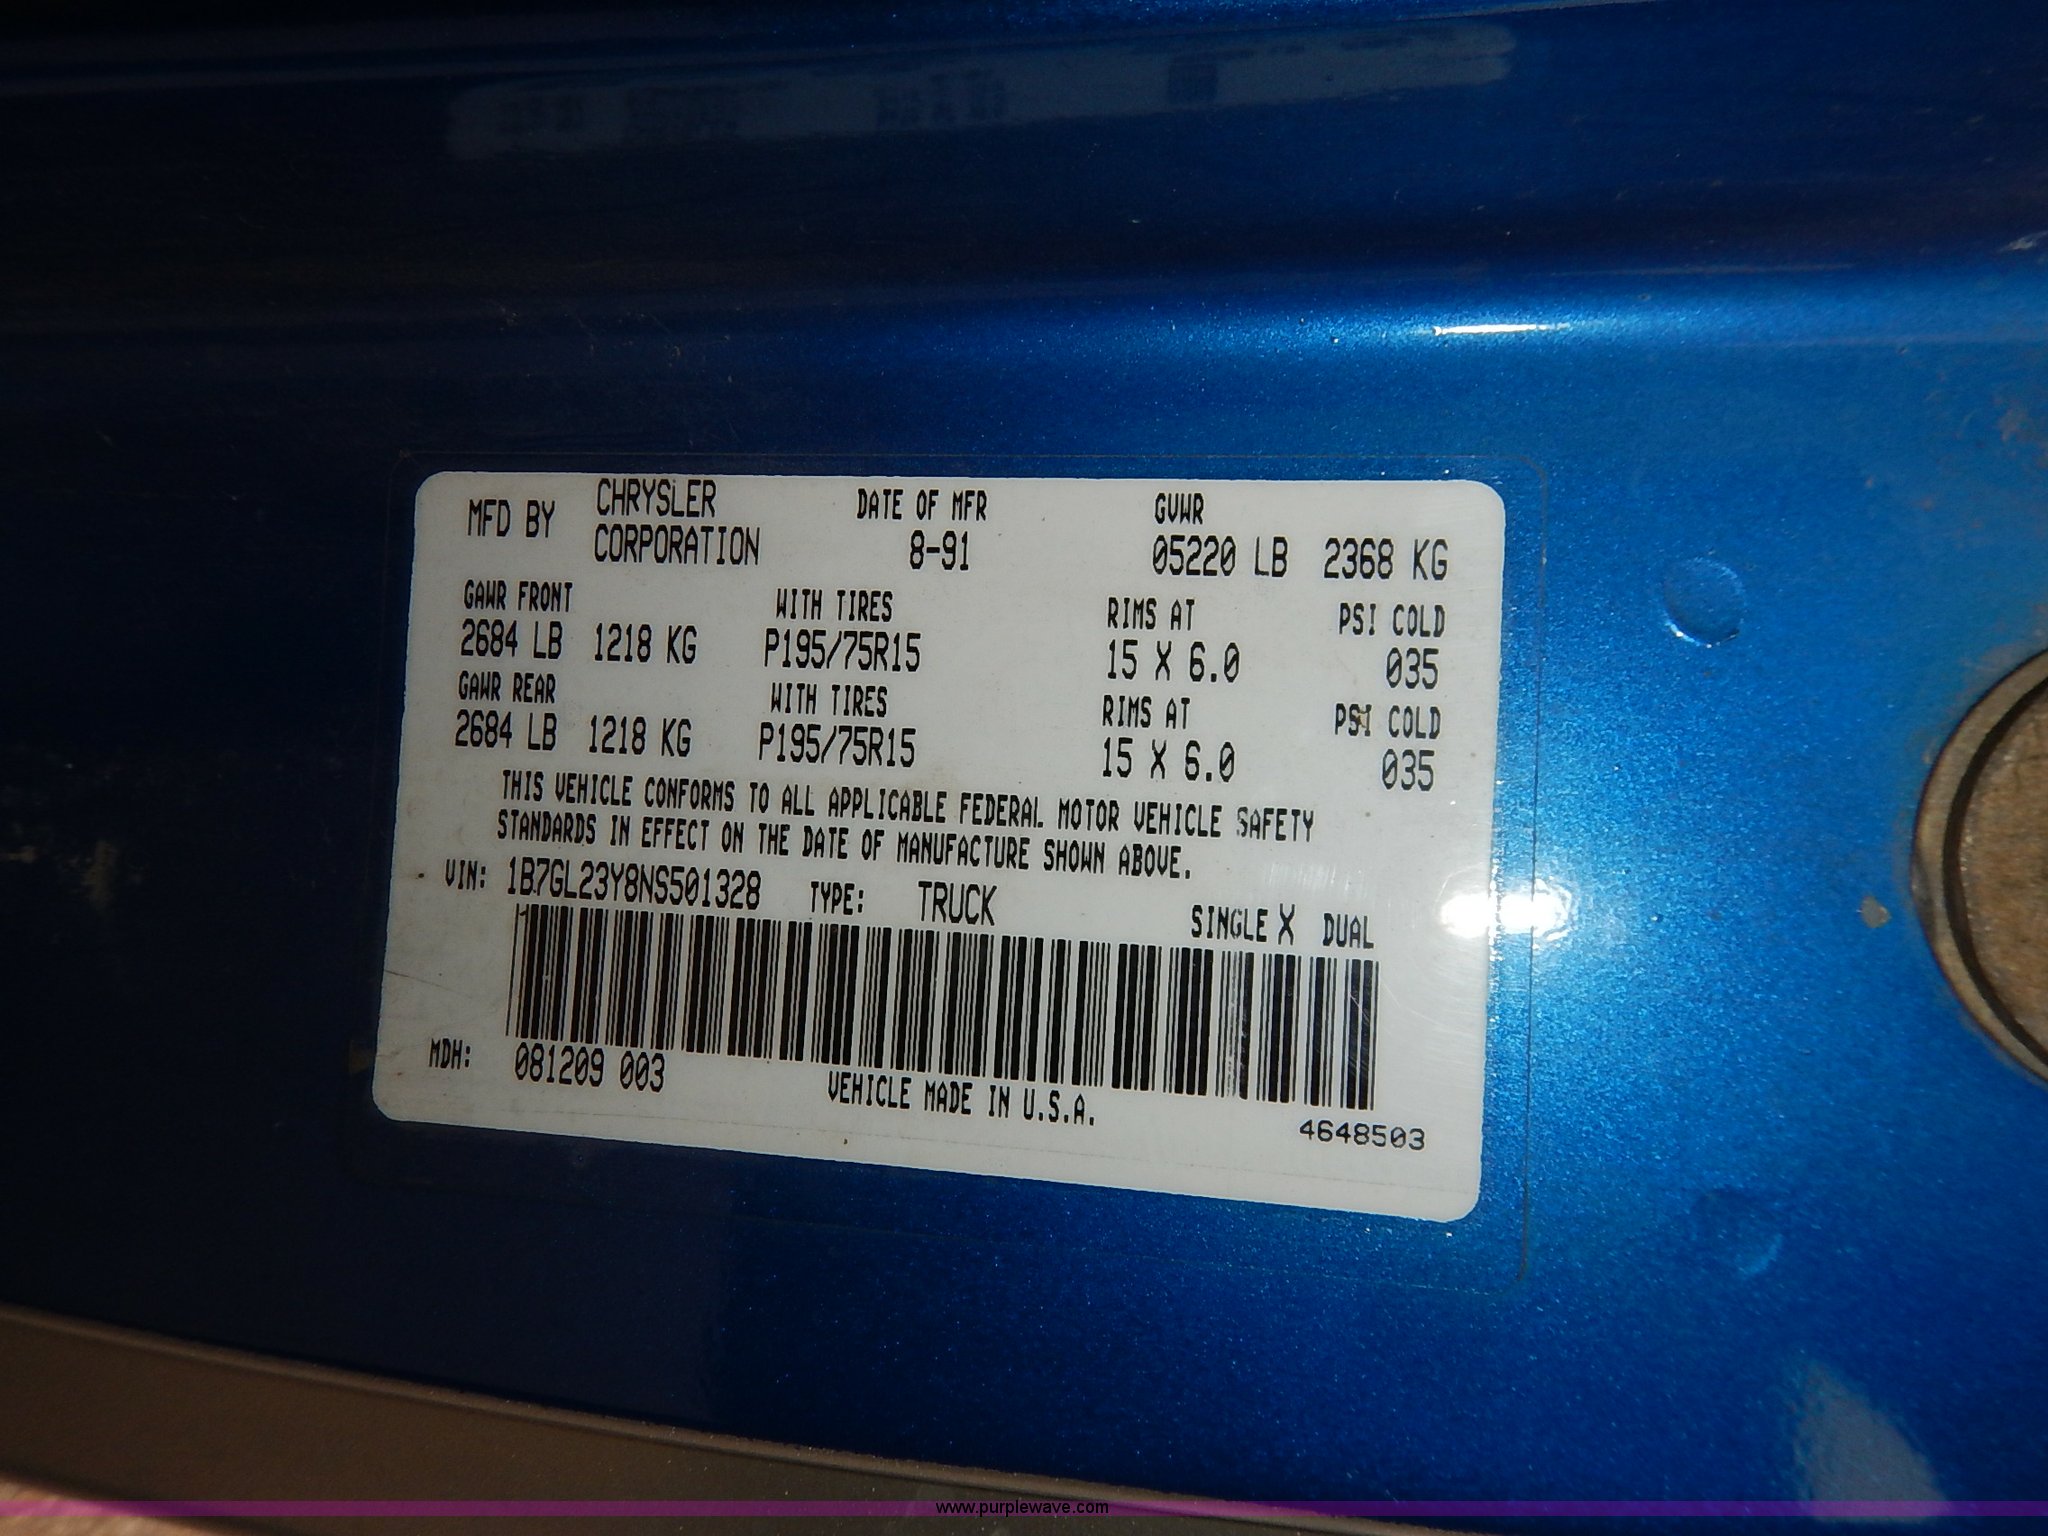 MFD BY CHRYSLER CORPORATION DATE OF MFR 8-91 GVWR 05220 LB 2368 KG
GAWR FRONT WITH TIRES RIMS AT PSI COLD
2684 LB 1218 KG P195/75R15 15 X 6.0 035
GAWR REAR WITH TIRES RIMS AT PSI COLD
2684 LB 1218 KG P195/75R15 15 X 6.0 035
THIS VEHICLE CONFORMS TO ALL APPLICABLE FEDERAL MOTOR VEHICLE SAFETY
STANDARDS IN EFFECT ON THE DATE OF MANUFACTURE SHOWN ABOVE.
VIN: 1B7GL23Y8NS501328 TYPE: TRUCK SINGLE X DUAL
MDH: 081209 003 VEHICLE MADE IN U.S.A.
4648503
www.purplewave.com